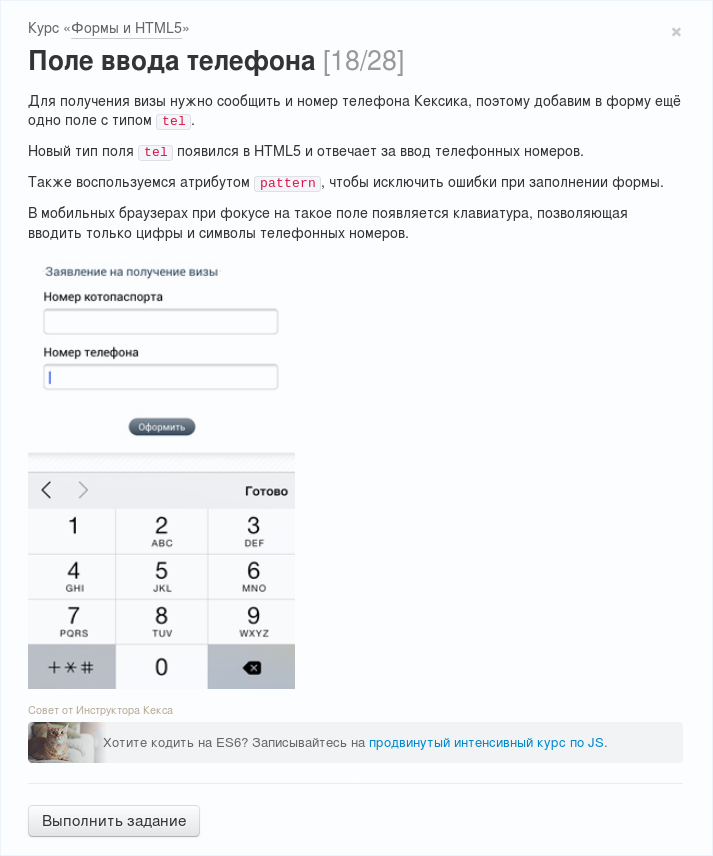 Курс «Формы и HTML5»
×
Поле ввода телефона [18/28]
Для получения визы нужно сообщить и номер телефона Кексика, поэтому добавим в форму ещё
одно поле с типом tel.
Новый тип поля tel появился в HTML5 и отвечает за ввод телефонных номеров.
Также воспользуемся атрибутом pattern, чтобы исключить ошибки при заполнении формы.
В мобильных браузерах при фокусе на такое поле появляется клавиатура, позволяющая
вводить только цифры и символы телефонных номеров.
Заявление на получение визы
Номер котопаспорта
Номер телефона
Оформить
Готово
1 2 3
ABC DEF
4 5 6
GHI JKL MNO
7 8 9
PQRS TUV WXYZ
+*# 0
Совет от Инструктора Кекса
Хотите кодить на ES6? Записывайтесь на продвинутый интенсивный курс по JS.
Выполнить задание